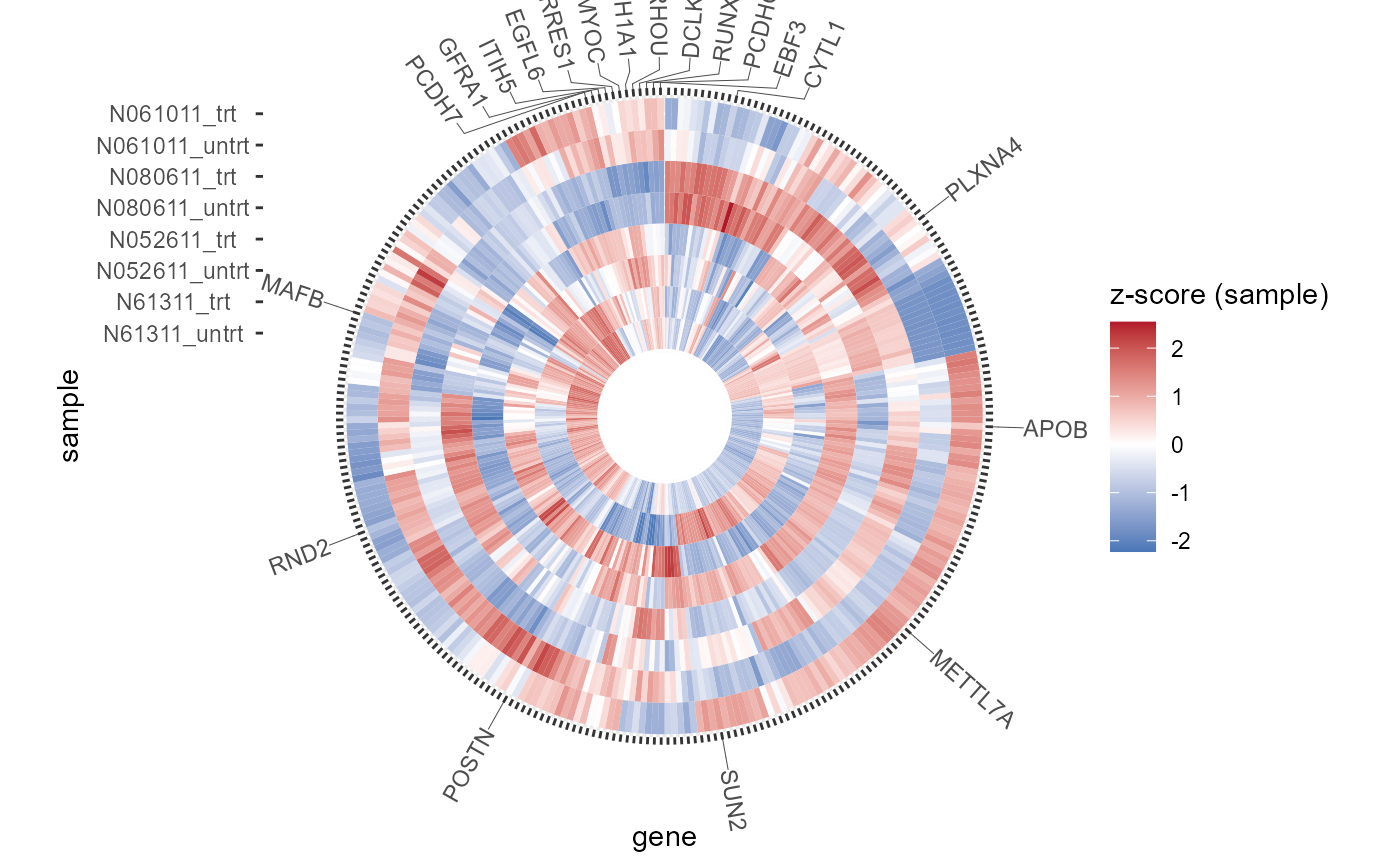 PCDH7
GFRA1
ITIH5
EGFL6
MYOC
EBF3
CYTL1
PLXNA4
APOB
METTL7A
SUN2
POSTN
RND2
MAFB
N061011_trt
N061011_untrt
N080611_trt
N080611_untrt
N052611_trt
N052611_untrt
N61311_trt
N61311_untrt
sample
gene
z-score (sample)
2
1
0
-1
-2